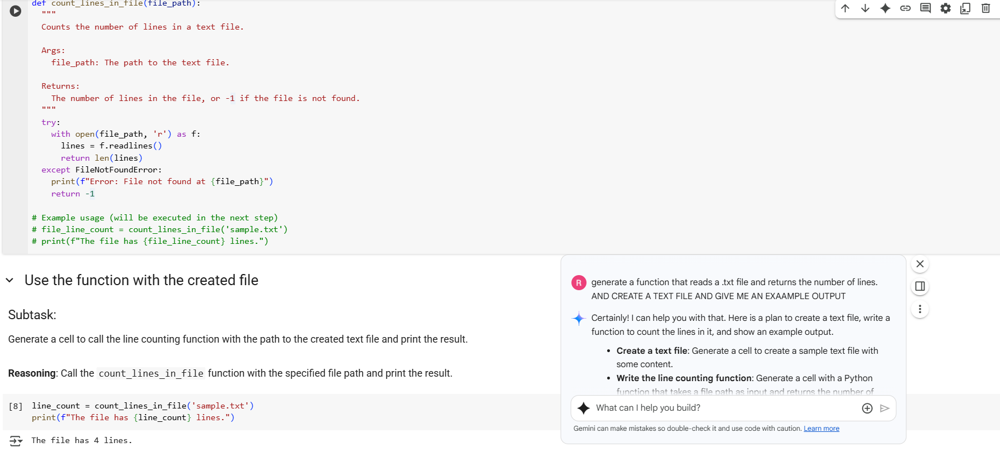 def count_lines_in_file(file_path):
"""
Counts the number of lines in a text file.
Args:
file_path: The path to the text file.
Returns:
The number of lines in the file, or -1 if the file is not found.
"""
try:
with open(file_path, 'r') as f:
lines = f.readlines()
return len(lines)
except FileNotFoundError:
print(f"Error: File not found at {file_path}")
return -1
# Example usage (will be executed in the next step)
# file_line_count = count_lines_in_file('sample.txt')
# print(f"The file has {file_line_count} lines.")
Use the function with the created file
Subtask:
Generate a cell to call the line counting function with the path to the created text file and print the result.
Reasoning: Call the count_lines_in_file function with the specified file path and print the result.
[8] line_count = count_lines_in_file('sample.txt')
print(f"The file has {line_count} lines.")
The file has 4 lines.
R generate a function that reads a .txt file and returns the number of lines.
AND CREATE A TEXT FILE AND GIVE ME AN EXAAMPLE OUTPUT
Certainly! I can help you with that. Here is a plan to create a text file, write a
function to count the lines in it, and show an example output.
• Create a text file: Generate a cell to create a sample text file with
some content.
• Write the line counting function: Generate a cell with a Python
function that takes a file path as input and returns the number of
What can I help you build?
Gemini can make mistakes so double-check it and use code with caution. Learn more